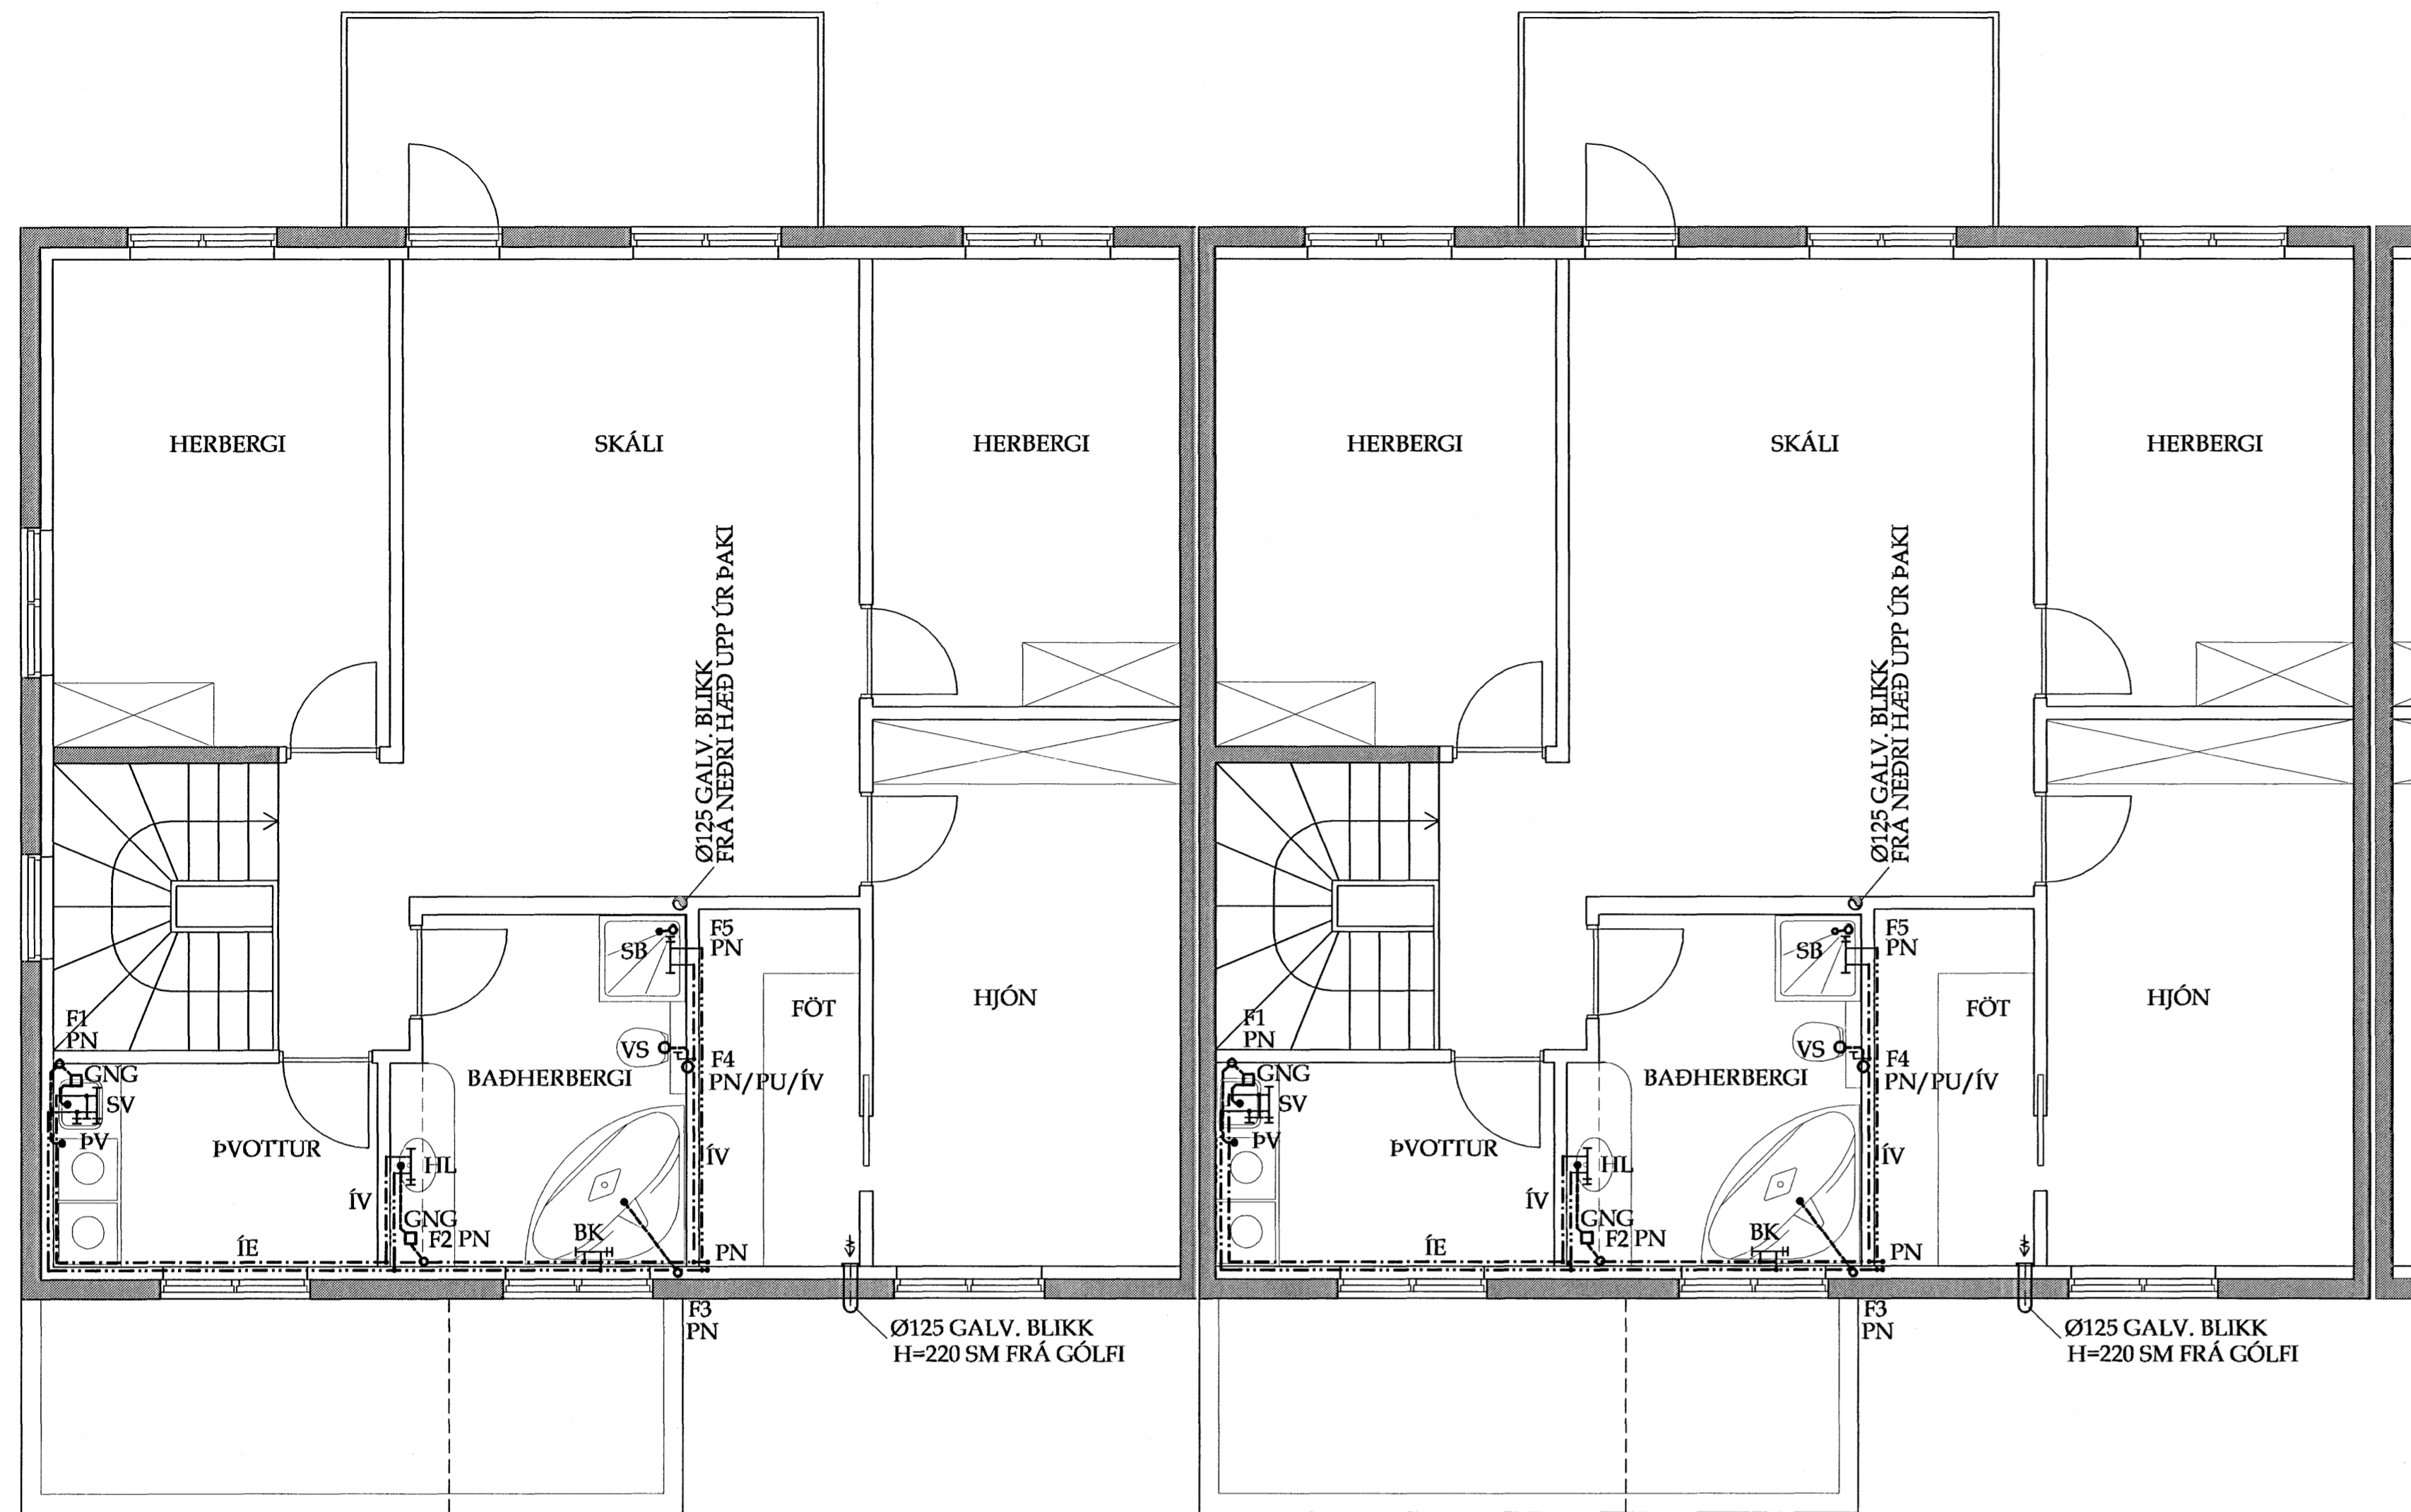 HERBERGI
SKÁLI
HERBERGI
Ø125 GALV. BLIKK
FRÁ NEÐRI HÆÐ UPP ÚR ÞAKI
F5
PN
SB
FÖT
HJÓN
F1
PN
VS
F4
PN/PU/ÍV
GNG
SV
ÞV
BAÐHERBERGI
ÞVOTTUR
HL
ÍV
ÍV
GNG
F2 PN
BK
ÍE
PN
F3
PN
Ø125 GALV. BLIKK
H=220 SM FRÁ GÓLFI
HERBERGI
SKÁLI
HERBERGI
Ø125 GALV. BLIKK
FRÁ NEÐRI HÆÐ UPP ÚR ÞAKI
F5
PN
SB
FÖT
HJÓN
F1
PN
VS
F4
PN/PU/ÍV
GNG
SV
ÞV
BAÐHERBERGI
ÞVOTTUR
HL
ÍV
ÍV
GNG
F2 PN
BK
ÍE
PN
F3
PN
Ø125 GALV. BLIKK
H=220 SM FRÁ GÓLFI